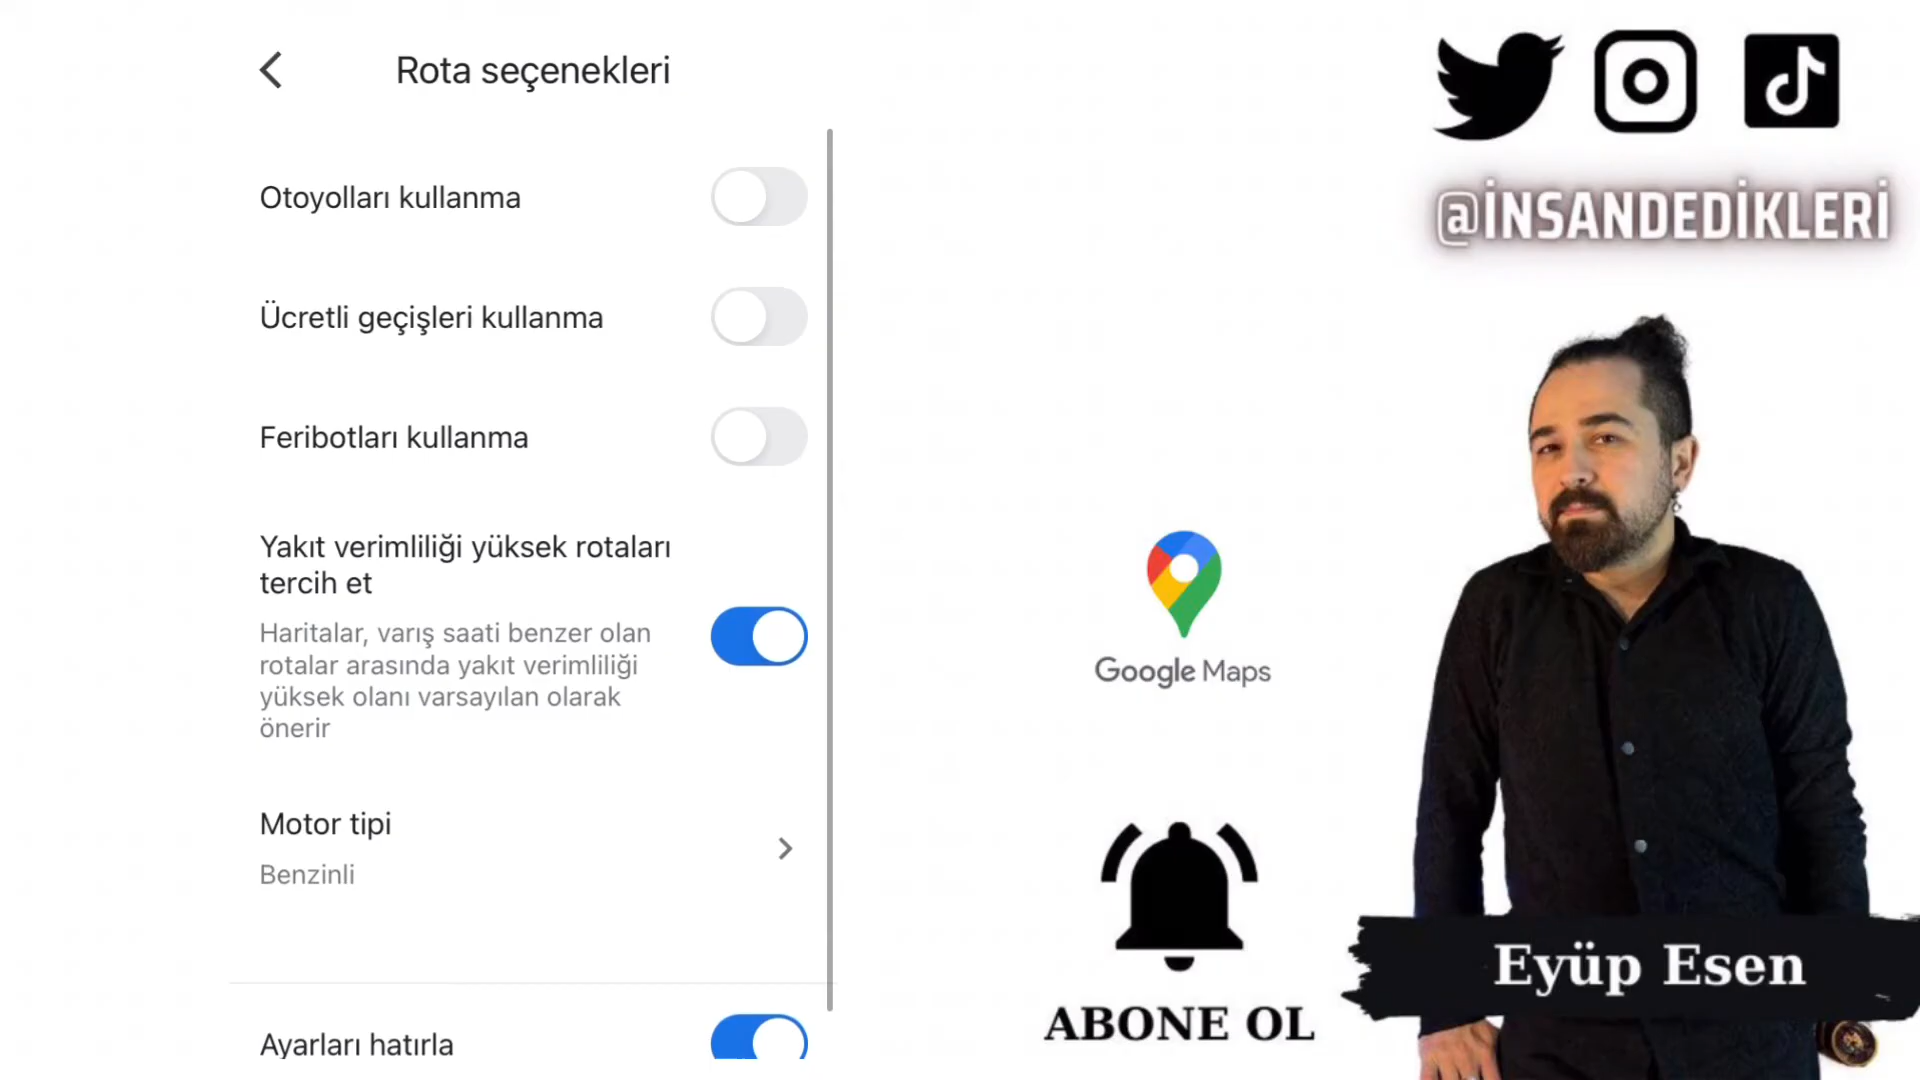 Rota seçenekleri
Otoyolları kullanma
Ücretli geçişleri kullanma
Feribotları kullanma
Yakıt verimliliği yüksek rotaları
tercih et
Haritalar, varış saati benzer olan
rotalar arasında yakıt verimliliği
yüksek olanı varsayılan olarak
önerir
Motor tipi
Benzinli
Ayarları hatırla
Google Maps
ABONE OL
@İNSANDEDİKLERİ
Eyüp Esen